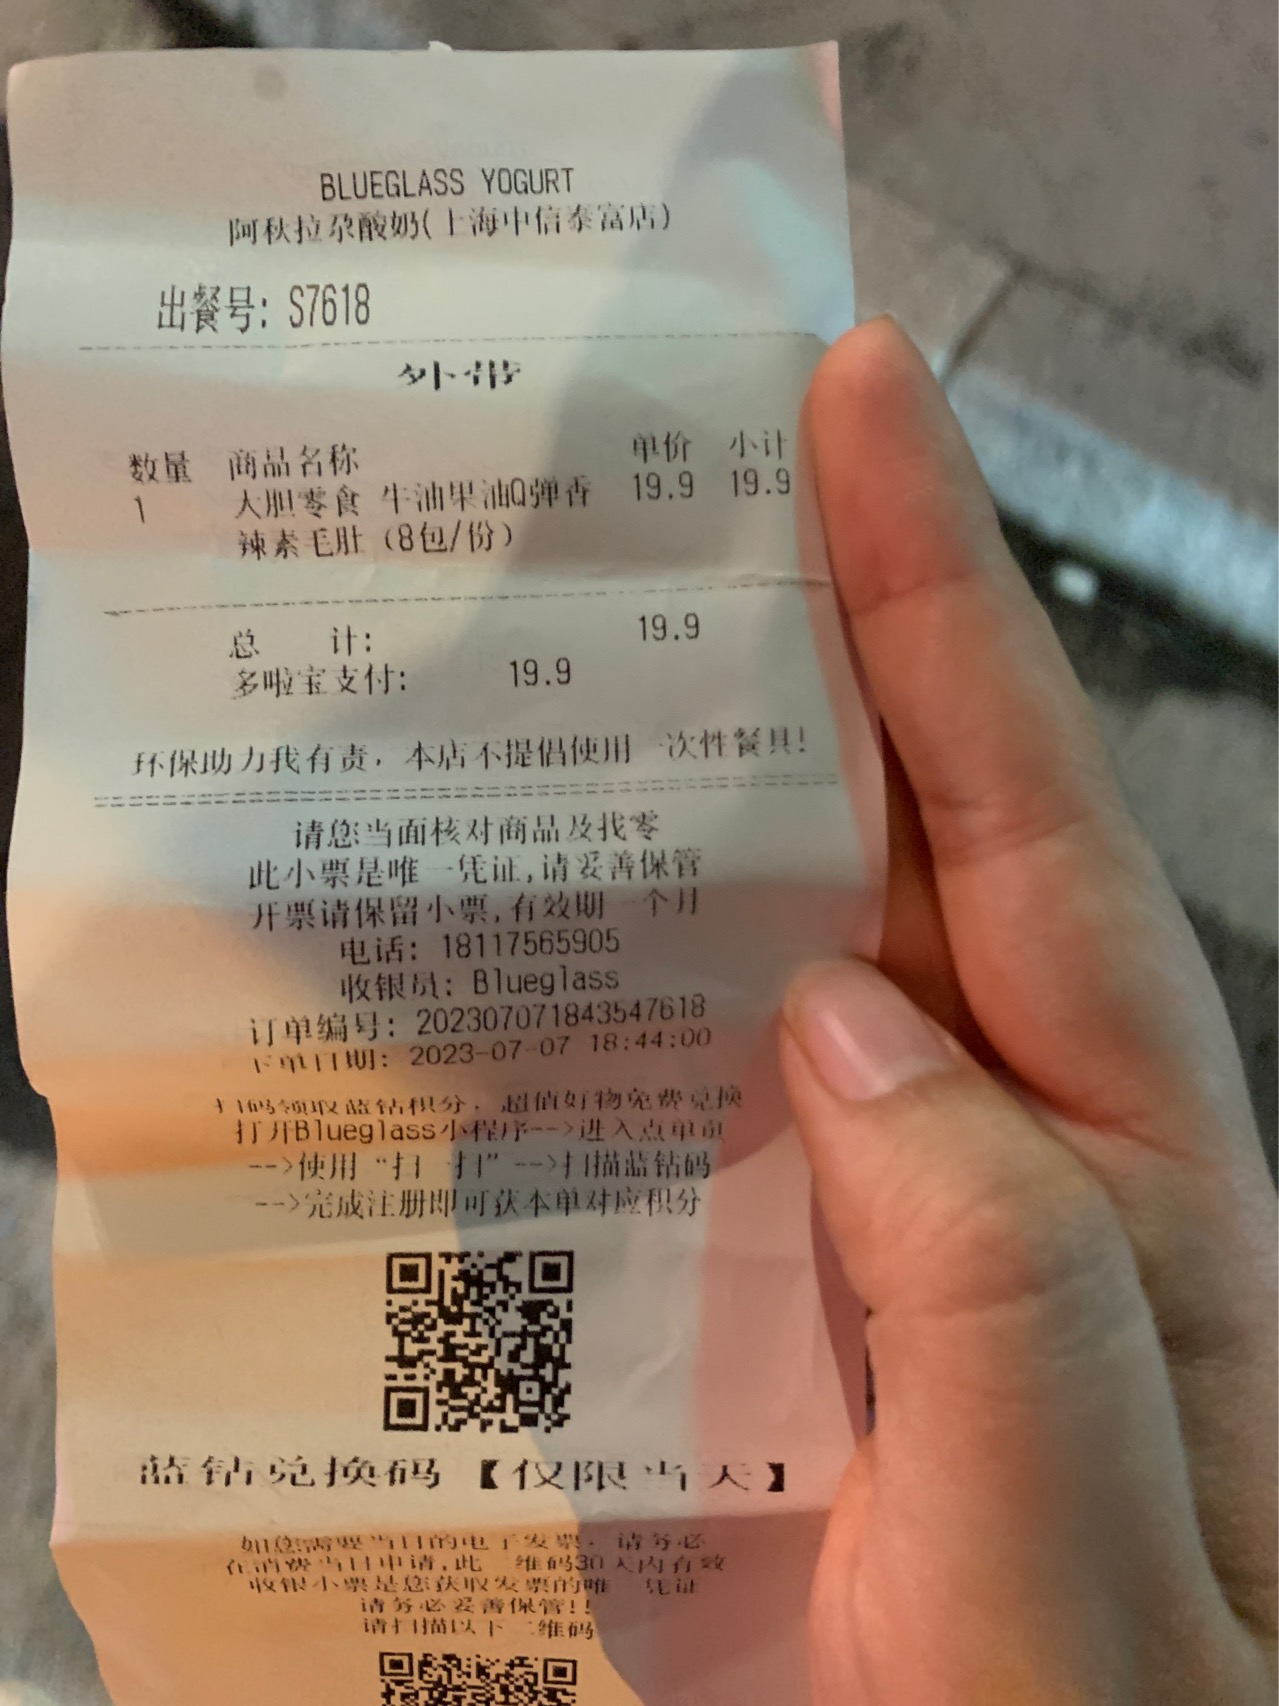 BLUEGLASS YOGURT
阿秋拉尕酸奶(上海中信泰富店)
出餐号: S7618
外带
数量 商品名称 单价 小计
1 大胆零食 牛油果油Q弹香 19.9 19.9
辣素毛肚（8包/份）
总 计: 19.9
多啦宝支付: 19.9
环保助力我有责，本店不提倡使用一次性餐具!
请您当面核对商品及找零
此小票是唯一凭证,请妥善保管
开票请保留小票,有效期一个月
电话: 18117565905
收银员: Blueglass
订单编号: 202307071843547618
下单日期: 2023-07-07 18:44:00
扫码领取蓝钻积分，超值好物免费兑换
打开Blueglass小程序-->进入点单页
-->使用“扫一扫”-->扫描蓝钻码
-->完成注册即可获本单对应积分
蓝钻兑换码【仅限当天】
如您需要当日的电子发票，请务必
在消费当日申请,此二维码30天内有效
收银小票是您获取发票的唯一凭证
请务必妥善保管!!
请扫描以下二维码